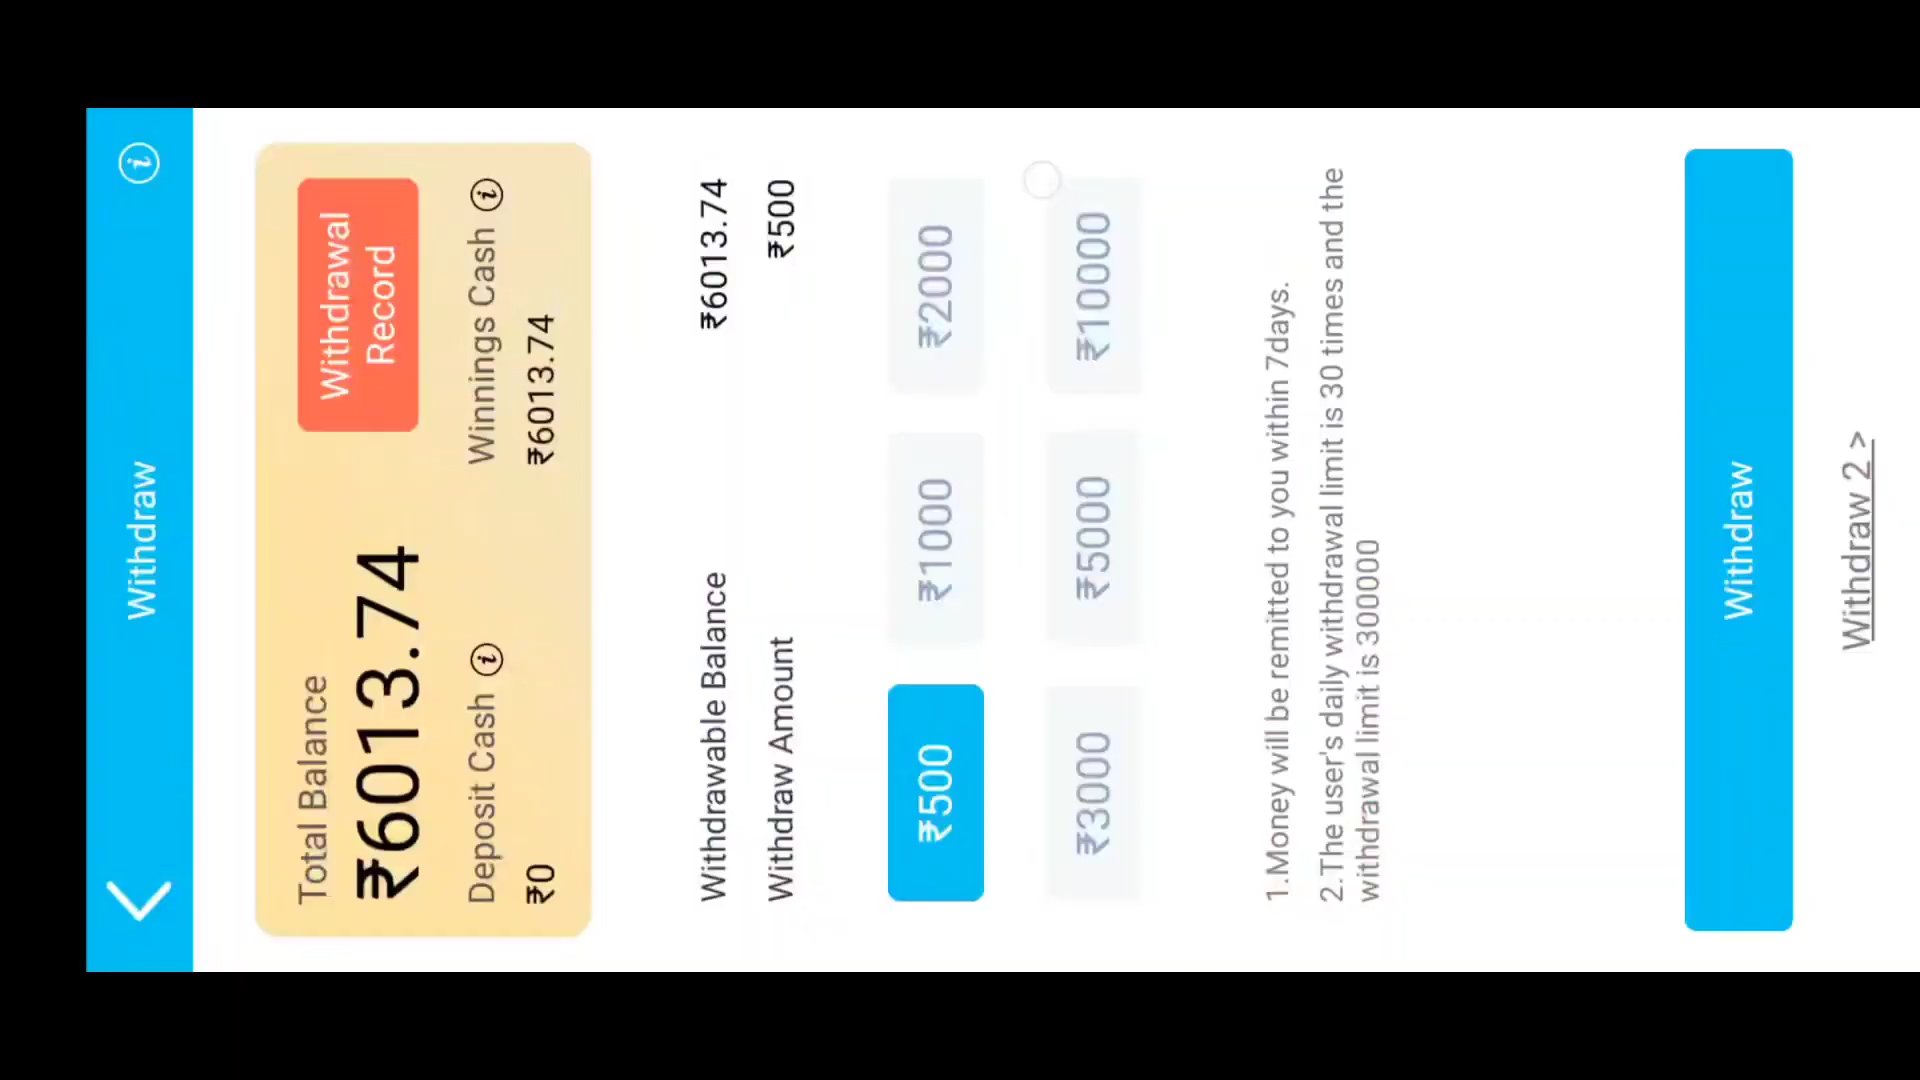 Withdraw
Total Balance
₹6013.74
Withdrawal
Record
Deposit Cash
Winnings Cash
₹0
₹6013.74
Withdrawable Balance
₹6013.74
Withdraw Amount
₹500
₹500
₹1000
₹2000
₹3000
₹5000
₹10000
1.Money will be remitted to you within 7days.
2.The user's daily withdrawal limit is 30 times and the
withdrawal limit is 300000
Withdraw
Withdraw 2 >